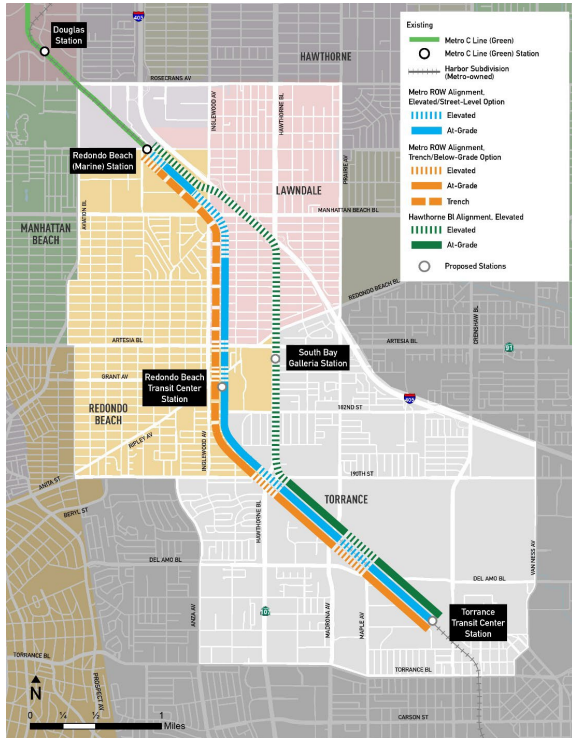 Douglas
Station
405
HAWTHORNE
ROSECRANS AV
INGLEWOOD AV
HAWTHORNE BL
PRAIRIE AV
Redondo Beach
(Marine) Station
LAWNDALE
AVIATION BL
MANHATTAN BEACH BL
MANHATTAN
BEACH
REDONDO BEACH BL
CRENSHAW BL
ARTESIA BL
ARTESIA BL
91
South Bay
Galleria Station
GRANT AV
Redondo Beach
Transit Center
Station
405
REDONDO
BEACH
182ND ST
RIPLEY AV
INGLEWOOD AV
190TH ST
ANITA ST
TORRANCE
BERYL ST
HAWTHORNE BL
VAN NESS AV
DEL AMO BL
DEL AMO BL
ANZA AV
107
MADRONA AV
MAPLE AV
Torrance
Transit Center
Station
TORRANCE BL
TORRANCE BL
PROSPECT AV
CARSON ST
N
0 ¼ ½ 1
Miles
Existing
Metro C Line (Green)
Metro C Line (Green) Station
Harbor Subdivision
(Metro-owned)
Metro ROW Alignment,
Elevated/Street-Level Option
Elevated
At-Grade
Metro ROW Alignment,
Trench/Below-Grade Option
Elevated
At-Grade
Trench
Hawthorne Bl Alignment, Elevated
Elevated
At-Grade
Proposed Stations